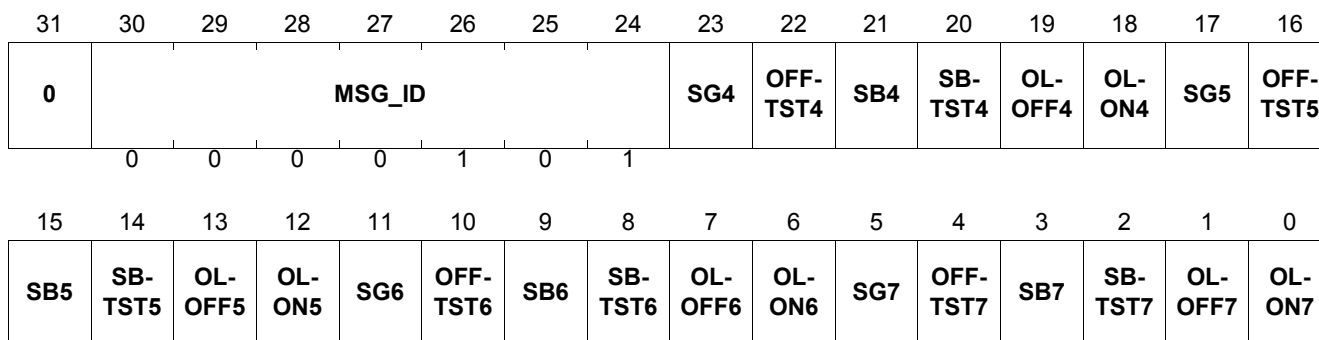 31 30 29 28 27 26 25 24 23 22 21 20 19 18 17 16
0 MSG_ID SG4 OFF-TST4 SB4 SB-TST4 OL-OFF4 OL-ON4 SG5 OFF-TST5
0 0 0 0 1 0 1
15 14 13 12 11 10 9 8 7 6 5 4 3 2 1 0
SB5 SB-TST5 OL-OFF5 OL-ON5 SG6 OFF-TST6 SB6 SB-TST6 OL-OFF6 OL-ON6 SG7 OFF-TST7 SB7 SB-TST7 OL-OFF7 OL-ON7